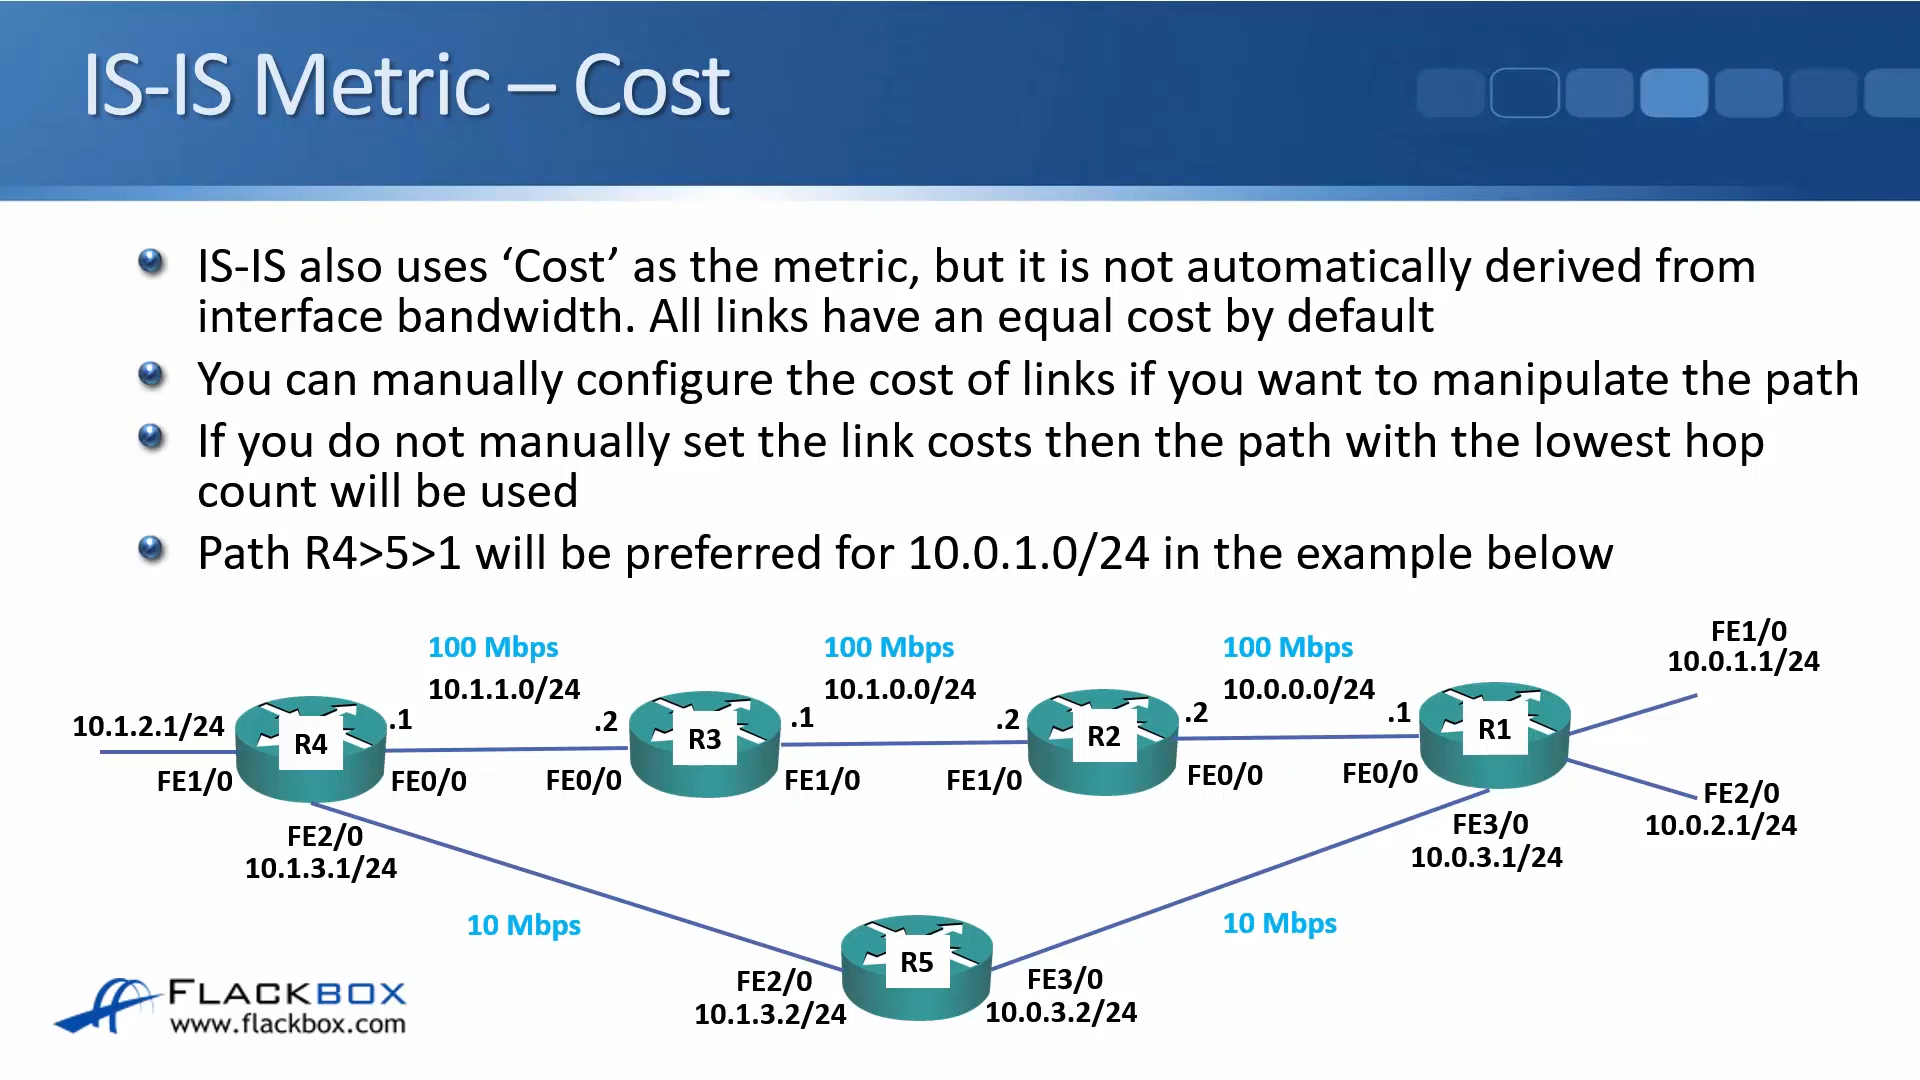 IS-IS Metric – Cost
IS-IS also uses ‘Cost’ as the metric, but it is not automatically derived from
interface bandwidth. All links have an equal cost by default
You can manually configure the cost of links if you want to manipulate the path
If you do not manually set the link costs then the path with the lowest hop
count will be used
Path R4>5>1 will be preferred for 10.0.1.0/24 in the example below
100 Mbps
10.1.1.0/24
100 Mbps
10.1.0.0/24
100 Mbps
10.0.0.0/24
FE1/0
10.0.1.1/24
10.1.2.1/24
FE1/0
R4
.1
FE0/0
.2
FE0/0
R3
.1
FE1/0
.2
FE1/0
R2
.2
FE0/0
.1
FE0/0
R1
FE2/0
10.0.2.1/24
FE2/0
10.1.3.1/24
FE3/0
10.0.3.1/24
10 Mbps
10 Mbps
FE2/0
10.1.3.2/24
R5
FE3/0
10.0.3.2/24
FLACKBOX
www.flackbox.com